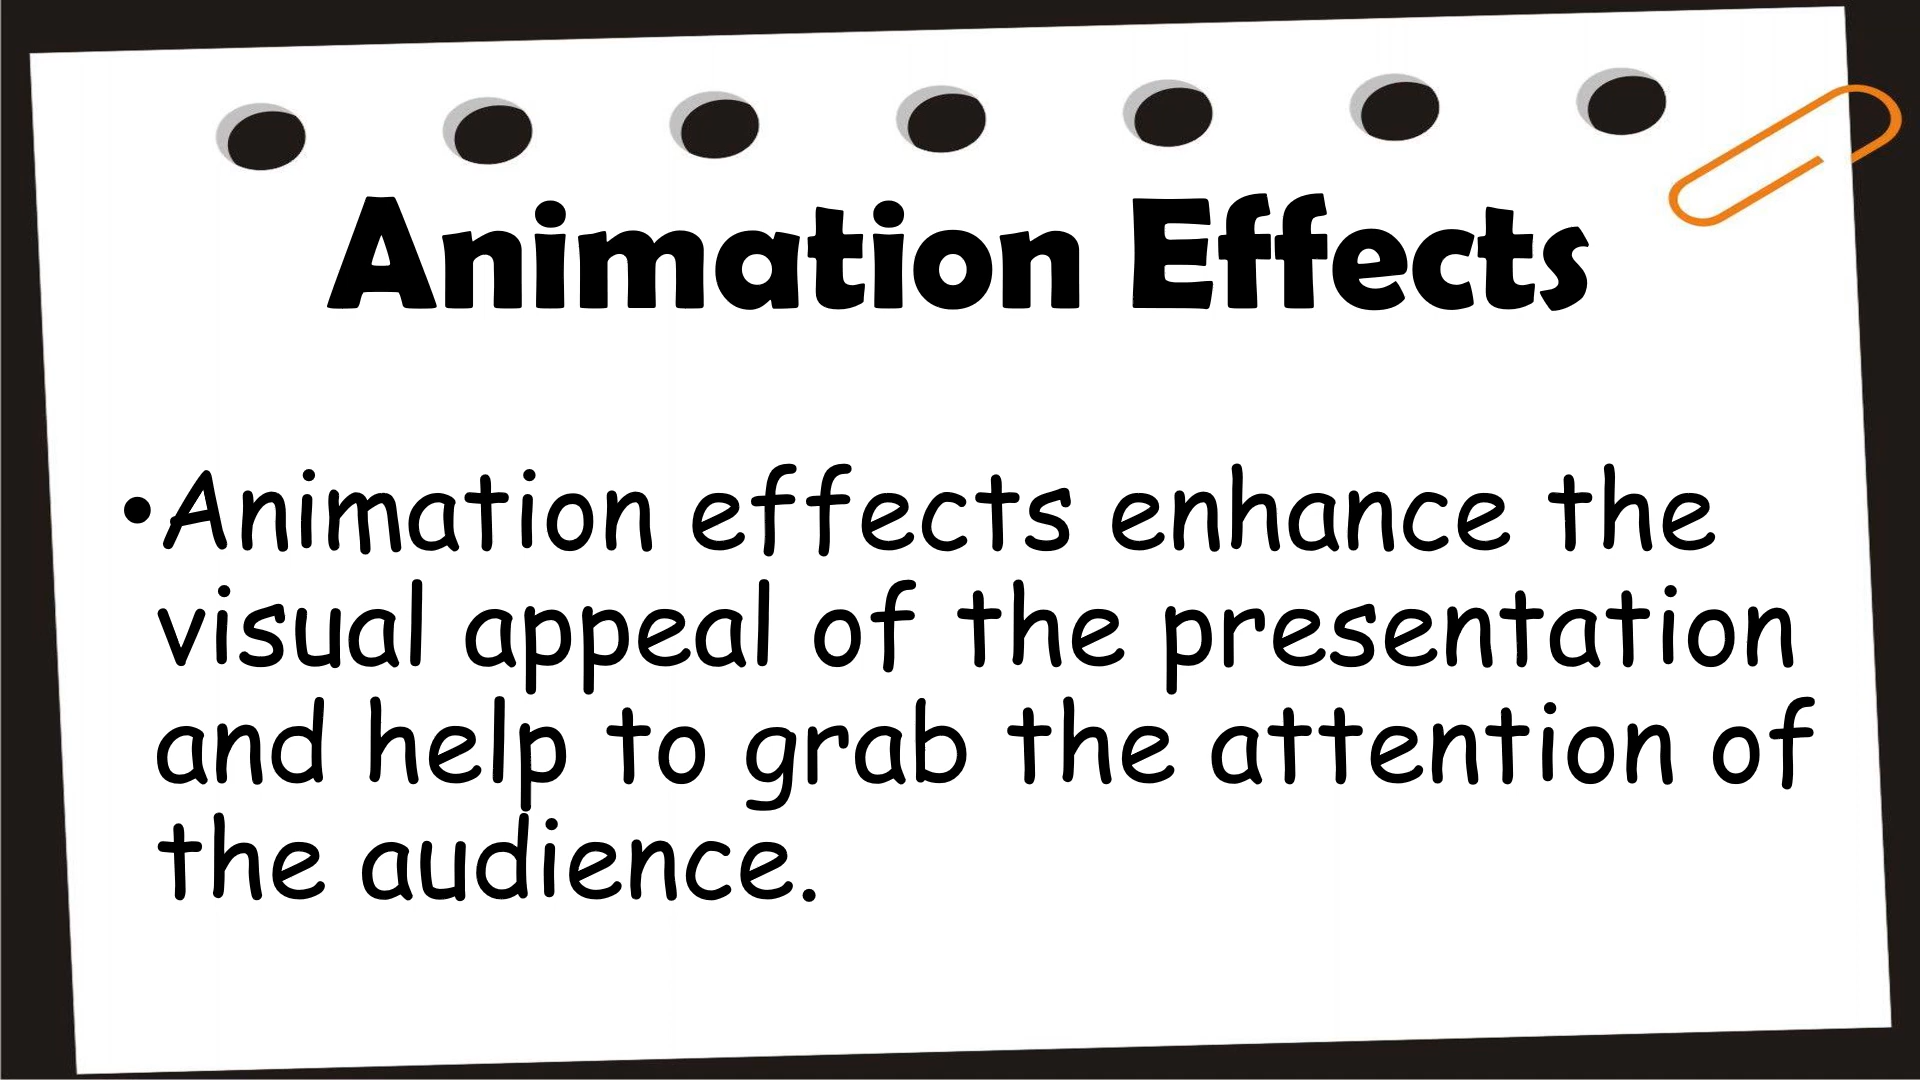 Animation Effects
•Animation effects enhance the
visual appeal of the presentation
and help to grab the attention of
the audience.